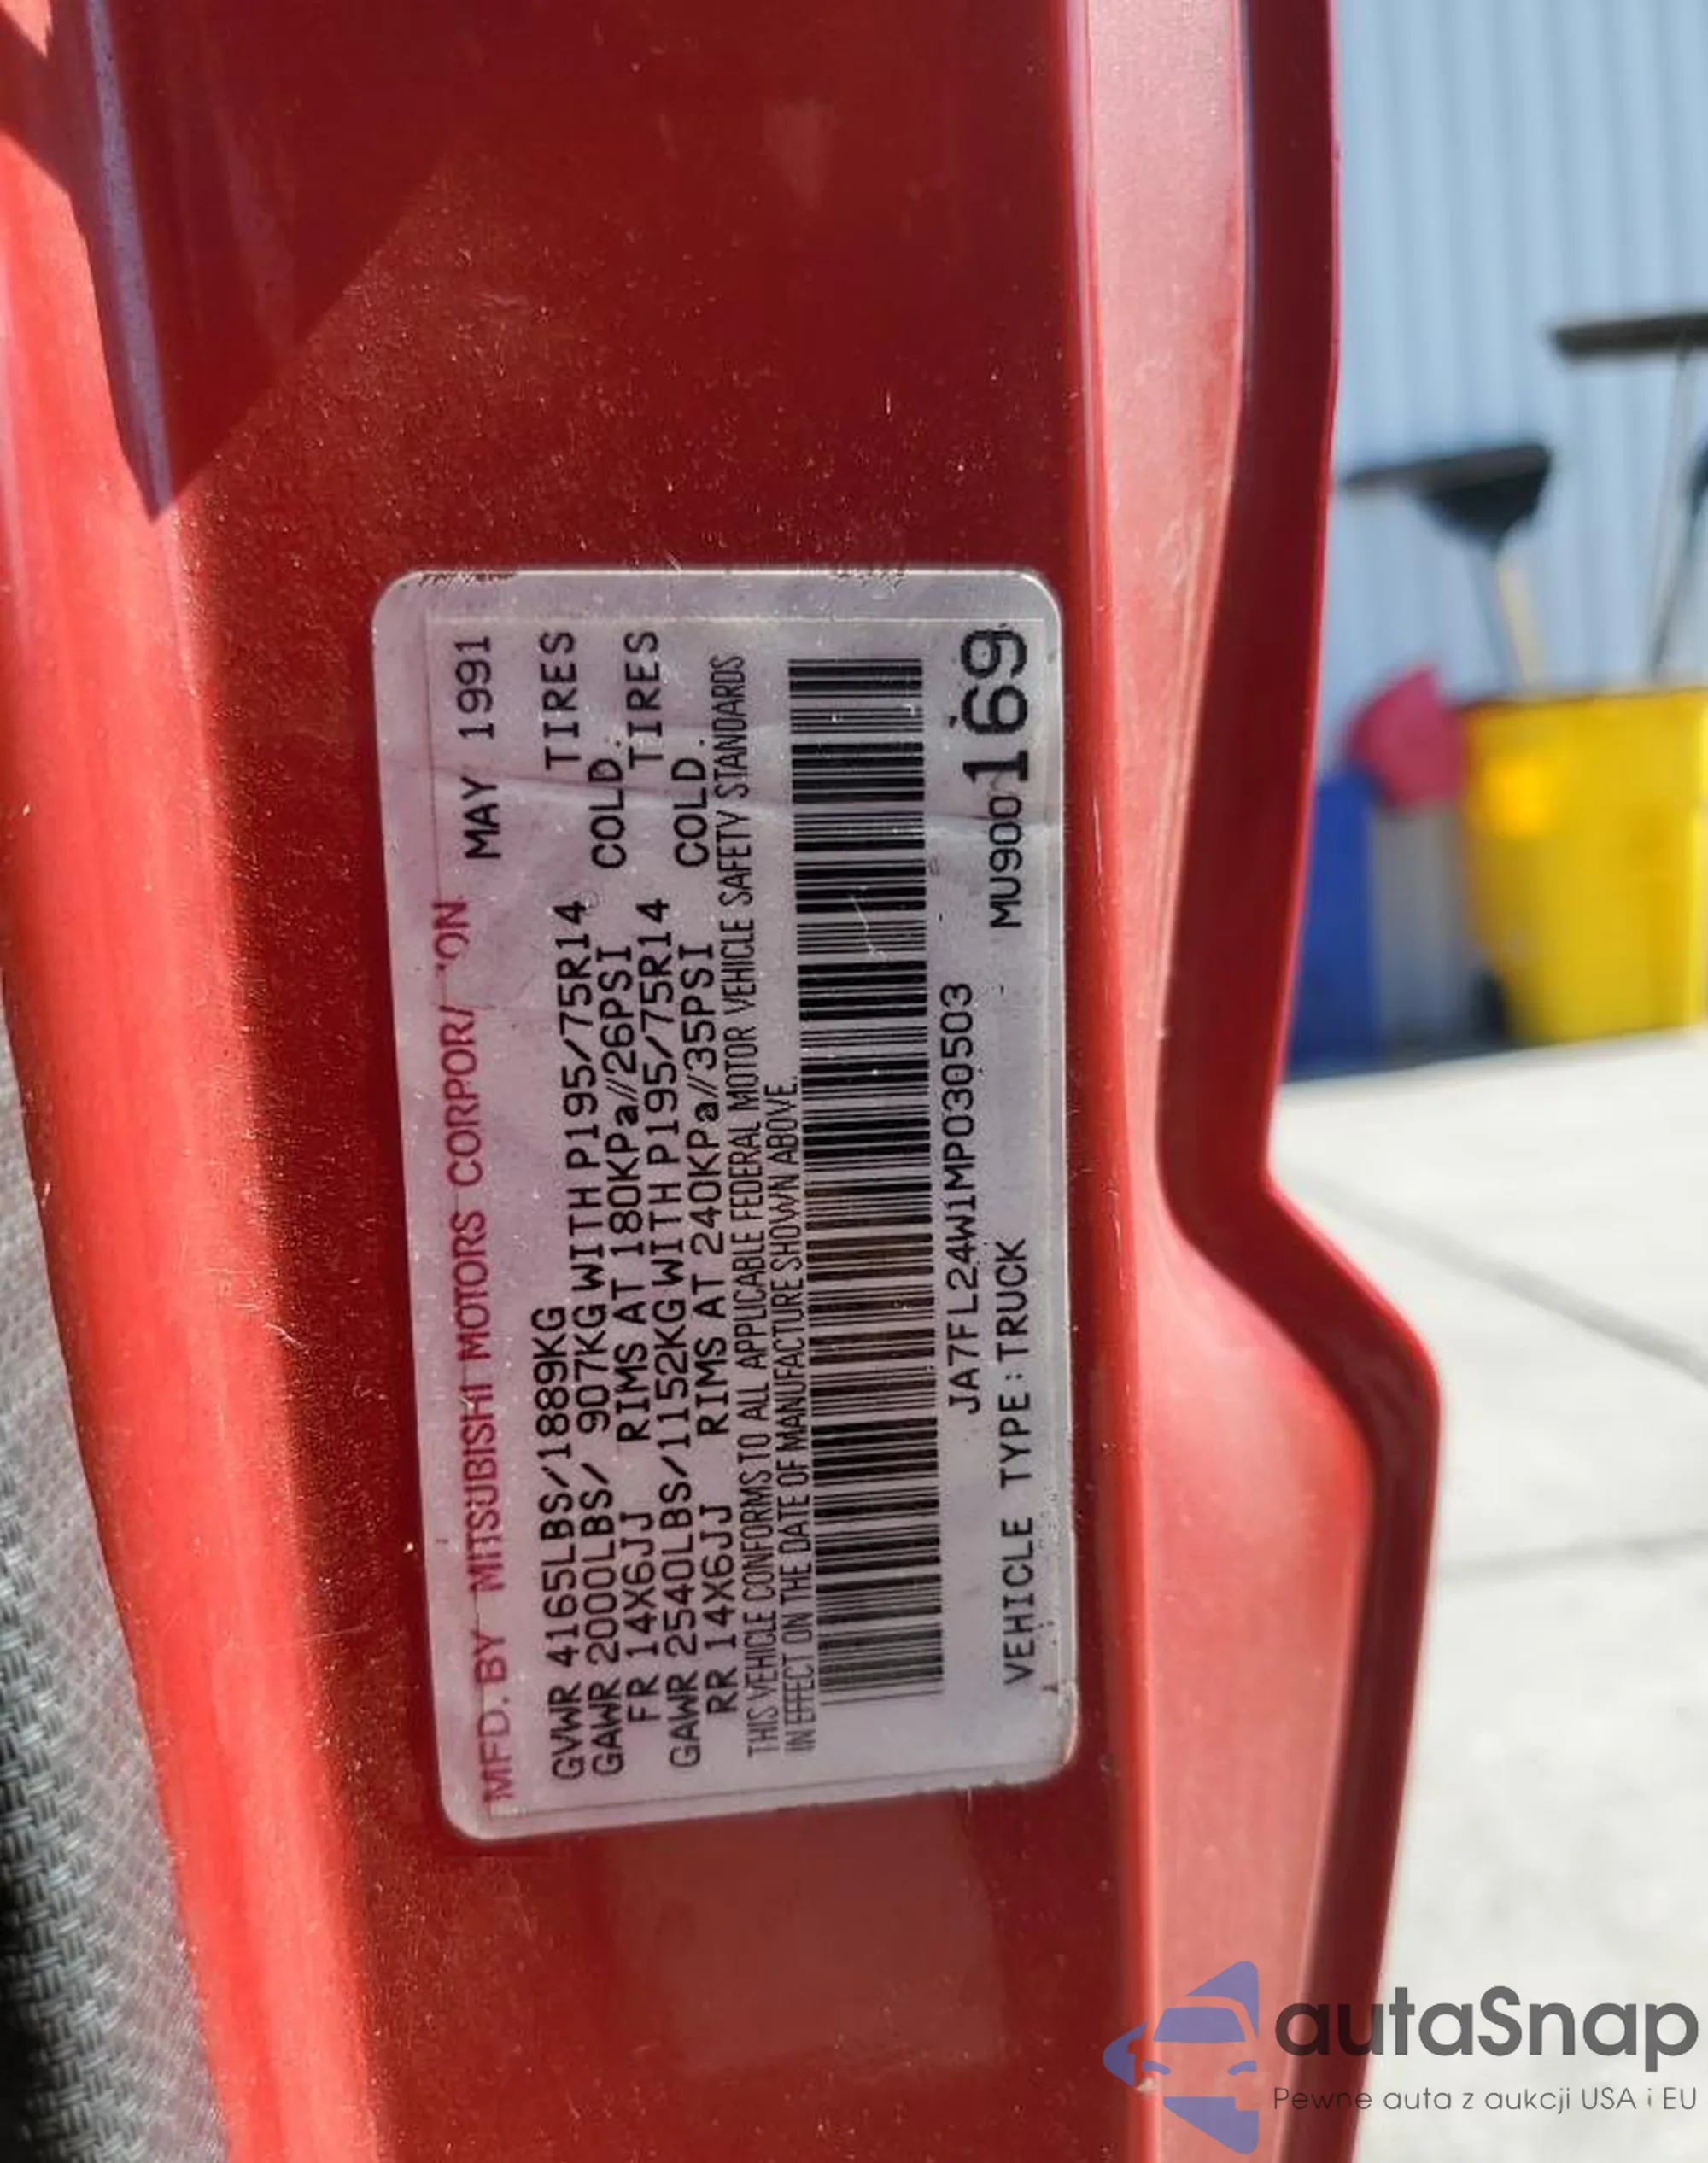 MFD. BY MITSUBISHI MOTORS CORPOR ON MAY 1991
GVWR 4165LBS/1889KG
GAWR 2000LBS/ 907KG WITH P195/75R14 TIRES
FR 14X6JJ RIMS AT 180KPa//26PSI COLD.
GAWR 2540LBS/1152KG WITH P195/75R14 TIRES
RR 14X6JJ RIMS AT 240KPa//35PSI COLD.
THIS VEHICLE CONFORMS TO ALL APPLICABLE FEDERAL MOTOR VEHICLE SAFETY STANDARDS
IN EFFECT ON THE DATE OF MANUFACTURE SHOWN ABOVE.
JA7FL24W1MP030503
VEHICLE TYPE:TRUCK MU900169
autaSnap
Pewne auta z aukcji USA i EU